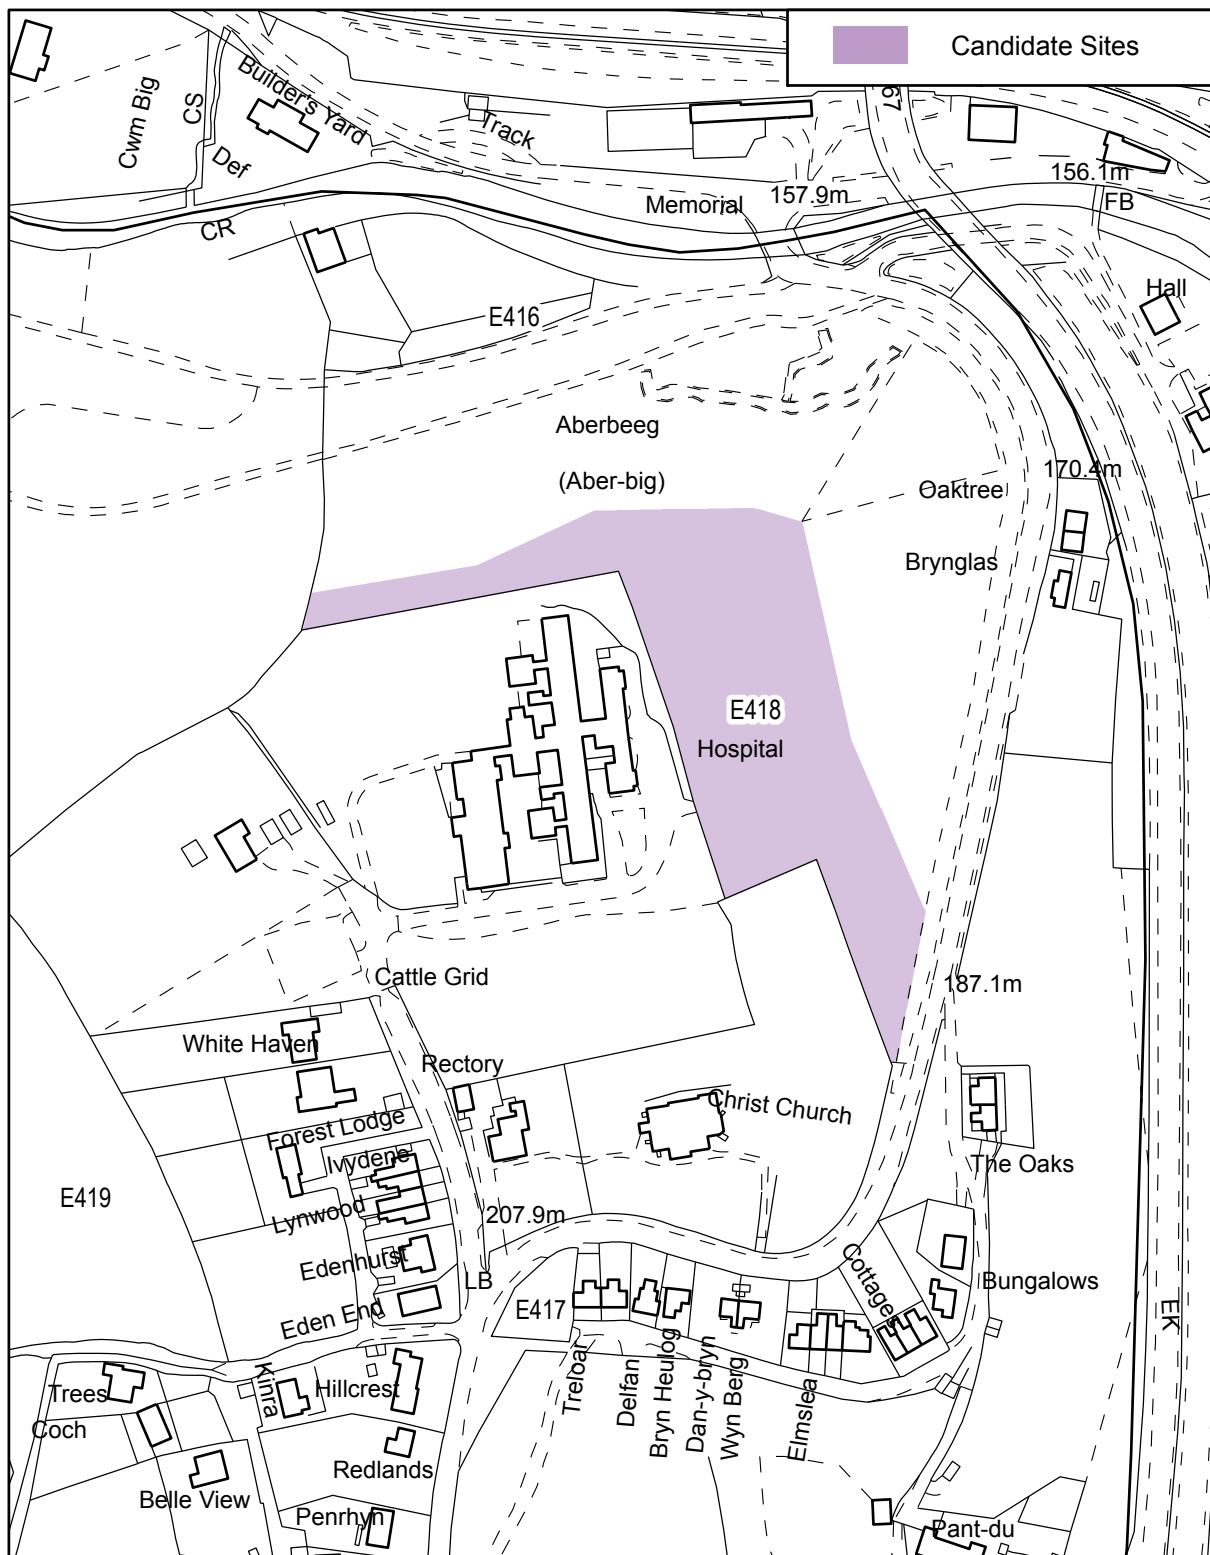 Candidate Sites
Cwm Big
CS
Builder's Yard
Def
Track
67
156.1m
157.9m
FB
Memorial
CR
Hall
E416
Aberbeeg
(Aber-big)
170.4m
Oaktree
Brynglas
E418
Hospital
Cattle Grid
187.1m
White Haven
Rectory
Christ Church
Forest Lodge
Ivydene
The Oaks
E419
Lynwood
207.9m
Edenhurst
Cottages
LB
Bungalows
Eden End
E417
EK
Trees
Kinra
Hillcrest
Treloar
Delfan
Bryn Heulog
Dan-y-bryn
Wyn Berg
Elmslea
Coch
Redlands
Belle View
Penrhyn
Pant-du